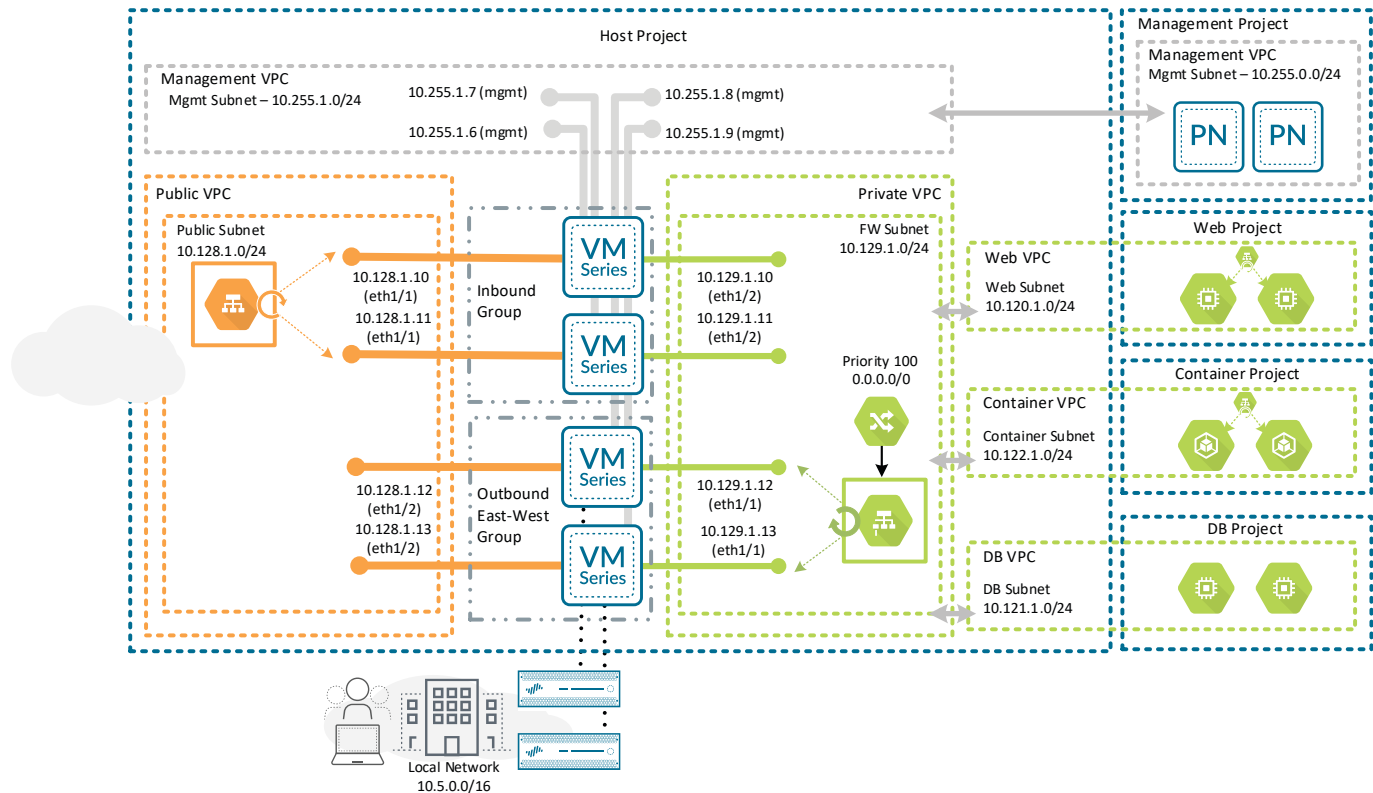 Host Project
Management VPC
Mgmt Subnet – 10.255.1.0/24
10.255.1.7 (mgmt)
10.255.1.6 (mgmt)
10.255.1.8 (mgmt)
10.255.1.9 (mgmt)
Management Project
Management VPC
Mgmt Subnet – 10.255.0.0/24
PN
PN
Public VPC
Public Subnet
10.128.1.0/24
10.128.1.10
(eth1/1)
10.128.1.11
(eth1/1)
10.128.1.12
(eth1/2)
10.128.1.13
(eth1/2)
Inbound
Group
VM
Series
VM
Series
Outbound
East-West
Group
VM
Series
VM
Series
Private VPC
FW Subnet
10.129.1.0/24
10.129.1.10
(eth1/2)
10.129.1.11
(eth1/2)
Priority 100
0.0.0.0/0
10.129.1.12
(eth1/1)
10.129.1.13
(eth1/1)
Web Project
Web VPC
Web Subnet
10.120.1.0/24
Container Project
Container VPC
Container Subnet
10.122.1.0/24
DB Project
DB VPC
DB Subnet
10.121.1.0/24
Local Network
10.5.0.0/16